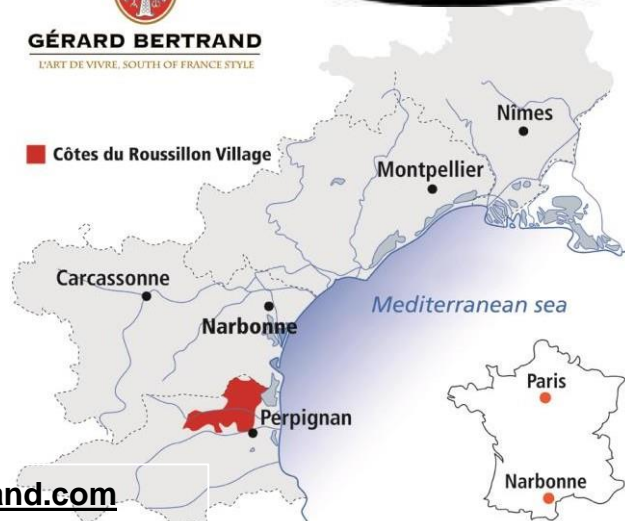 GÉRARD BERTRAND
L'ART DE VIVRE, SOUTH OF FRANCE STYLE
Côtes du Roussillon Village
Nîmes
Montpellier
Carcassonne
Mediterranean sea
Narbonne
Paris
Perpignan
Narbonne
and.com